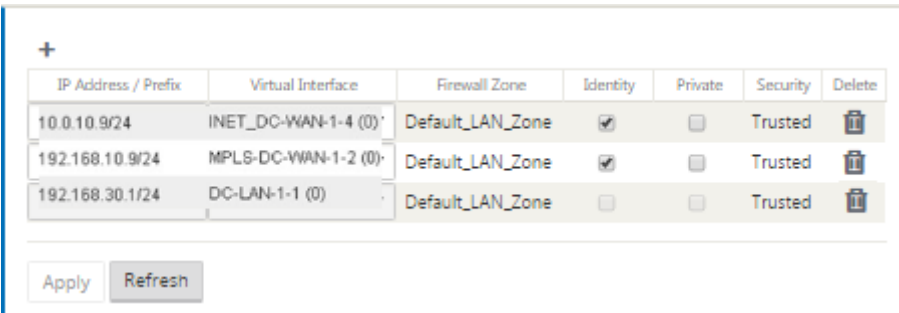 +
IP Address / Prefix Virtual Interface Firewall Zone Identity Private Security Delete
10.0.10.9/24 INET_DC-WAN-1-4 (0) Default_LAN_Zone Trusted
192.168.10.9/24 MPLS-DC-WAN-1-2 (0) Default_LAN_Zone Trusted
192.168.30.1/24 DC-LAN-1-1 (0) Default_LAN_Zone Trusted
Apply Refresh